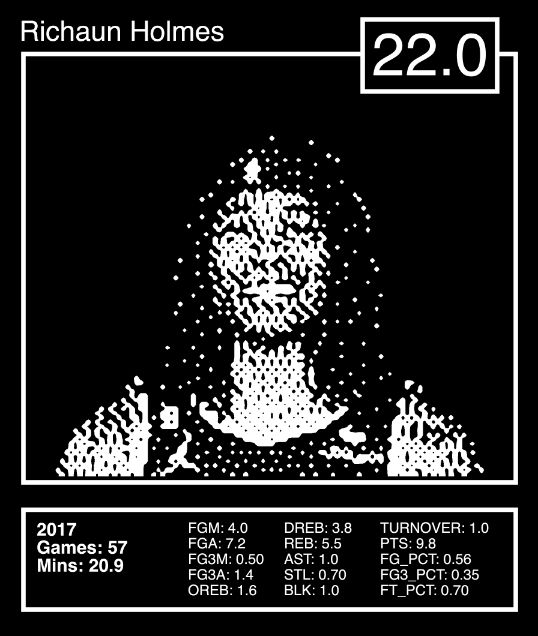 Richaun Holmes
22.0
2017
Games: 57
Mins: 20.9
FGM: 4.0
FGA: 7.2
FG3M: 0.50
FG3A: 1.4
OREB: 1.6
DREB: 3.8
REB: 5.5
AST: 1.0
STL: 0.70
BLK: 1.0
TURNOVER: 1.0
PTS: 9.8
FG_PCT: 0.56
FG3_PCT: 0.35
FT_PCT: 0.70